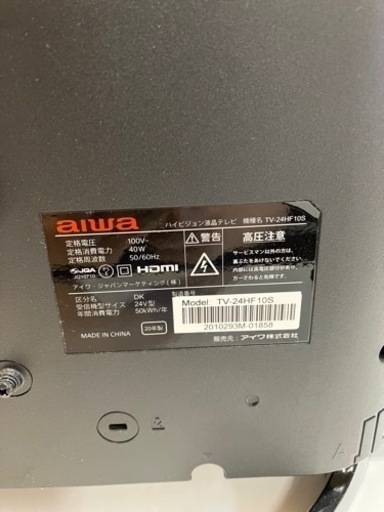 aiwa
ハイビジョン液晶テレビ 機種名 TV-24HF10S
定格電圧 100V~
定格消費電力 40W
定格周波数 50/60Hz
JQA
HDMI
アイワ・ジャパンマーケティング(株)
警告
高圧注意
サービスマン以外の方は、
裏ぶたをあけないでください。
内部には高電圧部分が数多く
あり、万一さわると危険です。
区分名 DK
受信機型サイズ 24V型
年間消費電力 50kWh/年
MADE IN CHINA
20年製
製造番号
Model. TV-24HF10S
2010293M-01858
販売元: アイワ株式会社